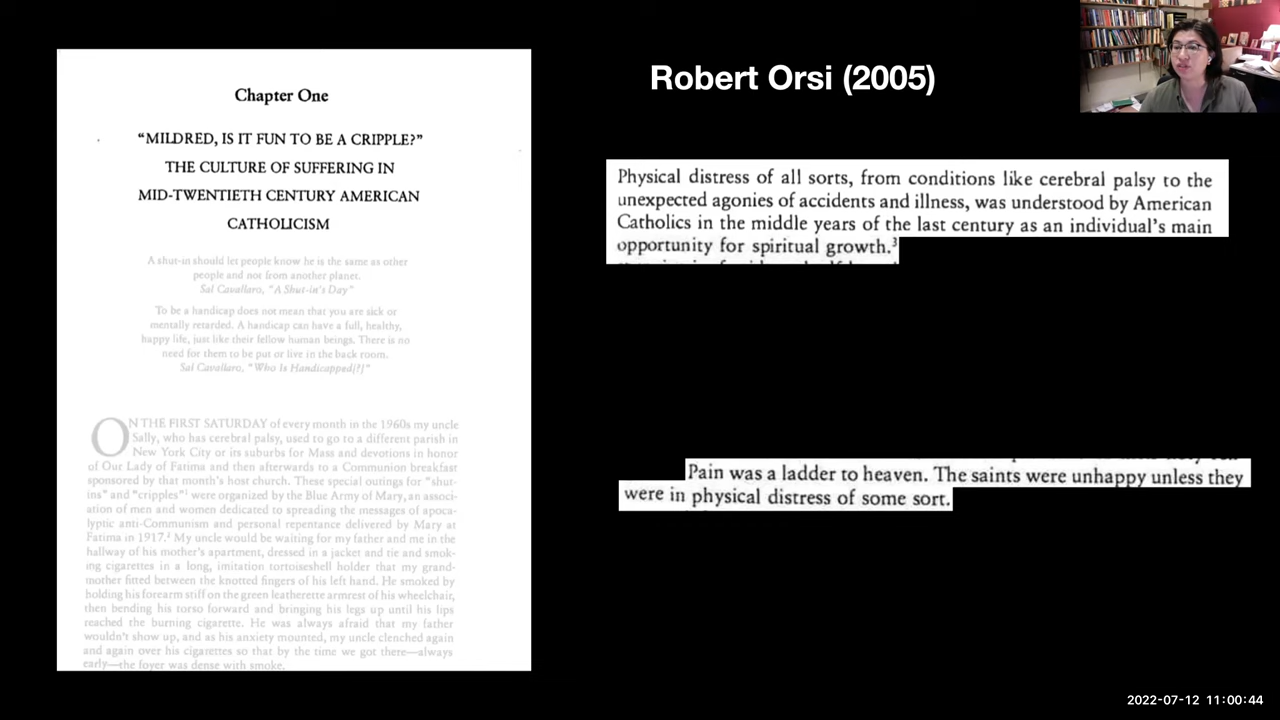 Chapter One
“MILDRED, IS IT FUN TO BE A CRIPPLE?”
THE CULTURE OF SUFFERING IN
MID-TWENTIETH CENTURY AMERICAN
CATHOLICISM
A shut-in should let people know he is the same as other
people and not from another planet.
Sal Cavallaro, “A Shut-in's Day”
To be a handicap does not mean that you are sick or
mentally retarded. A handicap can have a full, healthy,
happy life, just like their fellow human beings. There is no
need for them to be put or live in the back room.
Sal Cavallaro, “Who Is Handicapped[?]”
ON THE FIRST SATURDAY of every month in the 1960s my uncle
Sally, who has cerebral palsy, used to go to a different parish in
New York City or its suburbs for Mass and devotions in honor
of Our Lady of Fatima and then afterwards to a Communion breakfast
sponsored by that month's host church. These special outings for “shut-
ins” and “cripples”¹ were organized by the Blue Army of Mary, an associ-
ation of men and women dedicated to spreading the messages of apoca-
lyptic anti-Communism and personal repentance delivered by Mary at
Fatima in 1917.² My uncle would be waiting for my father and me in the
hallway of his mother's apartment, dressed in a jacket and tie and smok-
ing cigarettes in a long, imitation tortoiseshell holder that my grand-
mother fitted between the knotted fingers of his left hand. He smoked by
holding his forearm stiff on the green leatherette armrest of his wheelchair,
then bending his torso forward and bringing his legs up until his lips
reached the burning cigarette. He was always afraid that my father
wouldn't show up, and as his anxiety mounted, my uncle clenched again
and again over his cigarettes so that by the time we got there—always
early—the foyer was dense with smoke.
Robert Orsi (2005)
Physical distress of all sorts, from conditions like cerebral palsy to the
unexpected agonies of accidents and illness, was understood by American
Catholics in the middle years of the last century as an individual's main
opportunity for spiritual growth.³
Pain was a ladder to heaven. The saints were unhappy unless they
were in physical distress of some sort.
2022-07-12 11:00:44